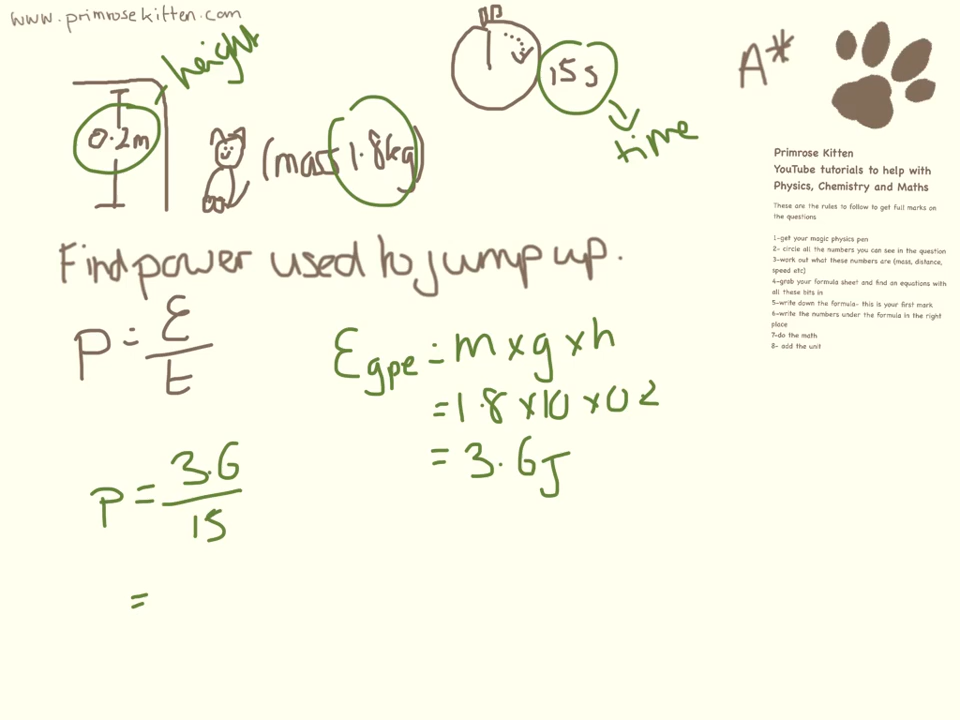 www.primrosekitten.com
height
0.2m
(mass 1.8kg)
15s
time
A*
Find power used to jump up.
P = E
t
Egpe = m x g x h
= 1.8 x 10 x 0.2
= 3.6J
P = 3.6
15
=
Primrose Kitten
YouTube tutorials to help with
Physics, Chemistry and Maths
These are the rules to follow to get full marks on
the questions
1-get your magic physics pen
2- circle all the numbers you can see in the question
3-work out what these numbers are (mass, distance,
speed etc)
4-grab your formula sheet and find an equations with
all these bits in
5-write down the formula- this is your first mark
6-write the numbers under the formula in the right
place
7-do the math
8- add the unit